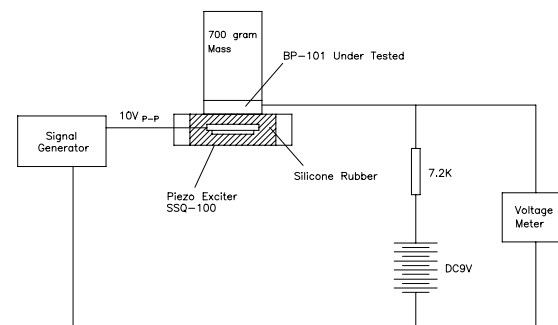 700 gram
Mass
BP-101 Under Tested
10V P-P
Signal
Generator
Silicone Rubber
7.2K
Piezo Exciter
SSQ-100
Voltage
Meter
DC9V